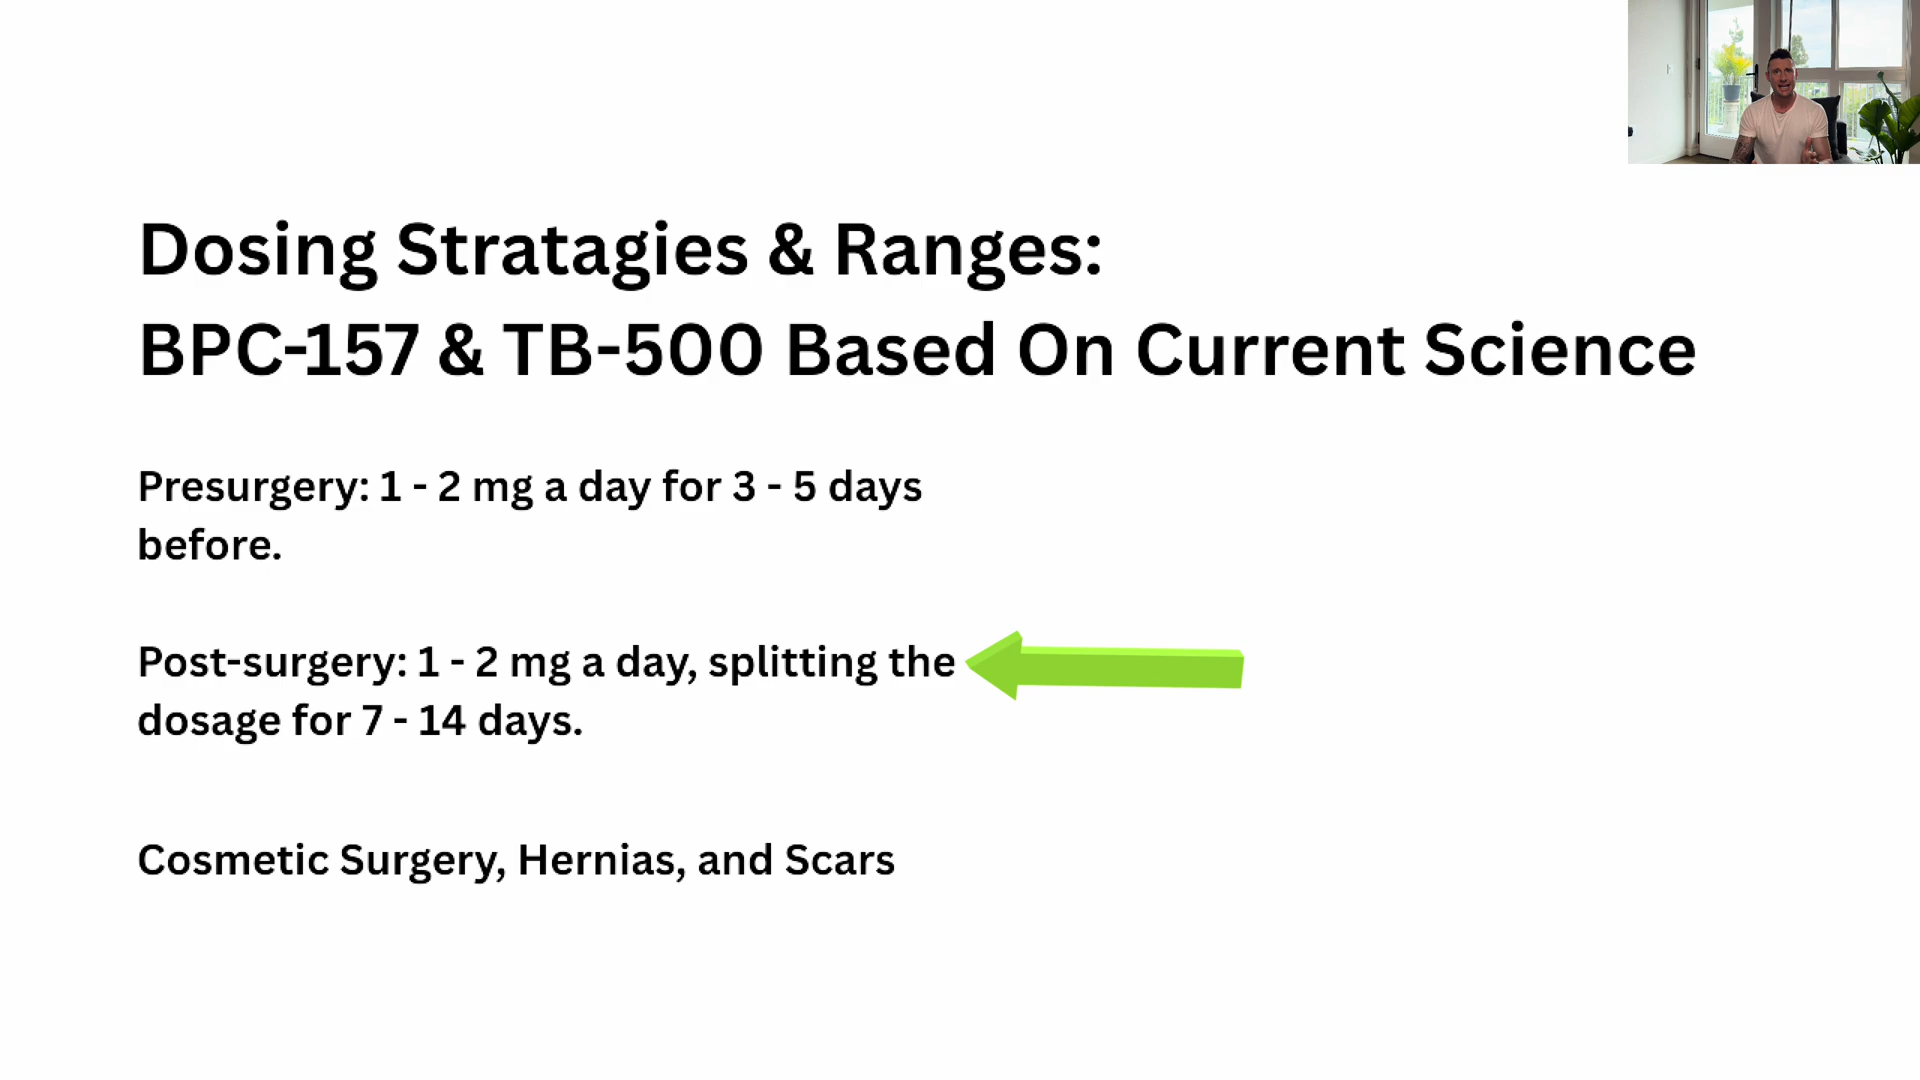 Dosing Stratagies & Ranges:
BPC-157 & TB-500 Based On Current Science
Presurgery: 1 - 2 mg a day for 3 - 5 days
before.
Post-surgery: 1 - 2 mg a day, splitting the
dosage for 7 - 14 days.
Cosmetic Surgery, Hernias, and Scars